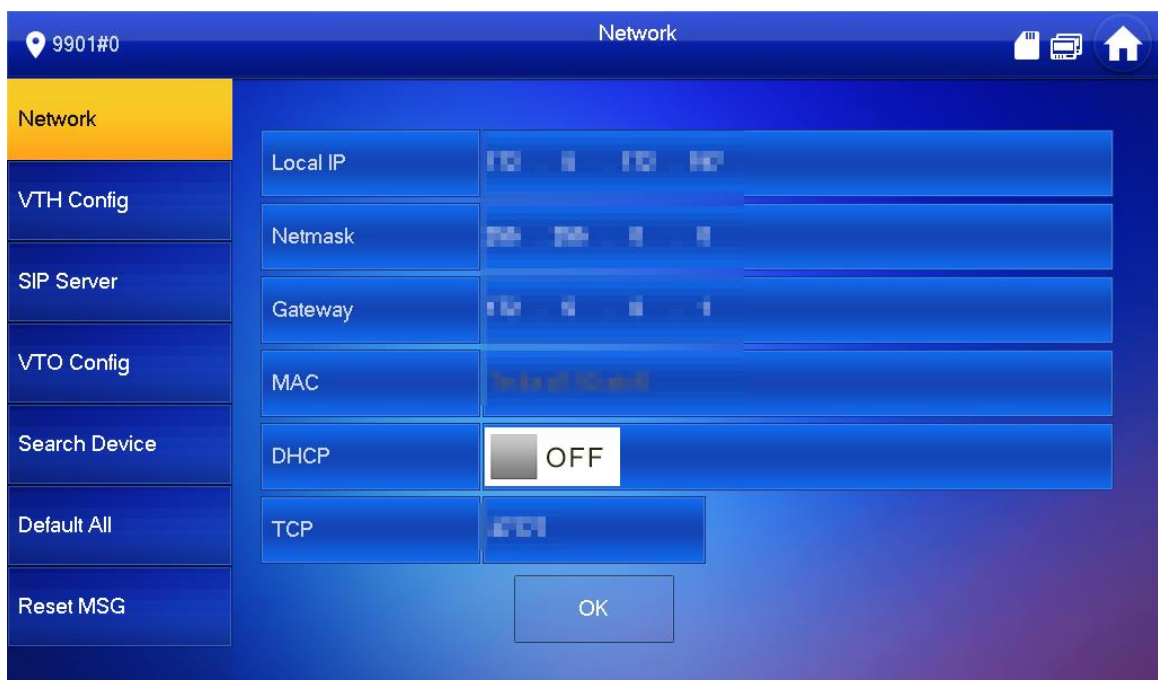 9901#0
Network
Network
VTH Config
SIP Server
VTO Config
Search Device
Default All
Reset MSG
Local IP
Netmask
Gateway
MAC
DHCP OFF
TCP
OK